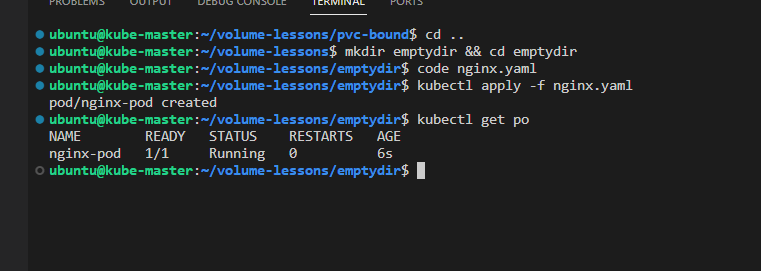 PROBLEMS OUTPUT DEBUG CONSOLE TERMINAL PORTS
ubuntu@kube-master:~/volume-lessons/pvc-bound$ cd ..
ubuntu@kube-master:~/volume-lessons$ mkdir emptydir && cd emptydir
ubuntu@kube-master:~/volume-lessons/emptydir$ code nginx.yaml
ubuntu@kube-master:~/volume-lessons/emptydir$ kubectl apply -f nginx.yaml
pod/nginx-pod created
ubuntu@kube-master:~/volume-lessons/emptydir$ kubectl get po
NAME READY STATUS RESTARTS AGE
nginx-pod 1/1 Running 0 6s
ubuntu@kube-master:~/volume-lessons/emptydir$